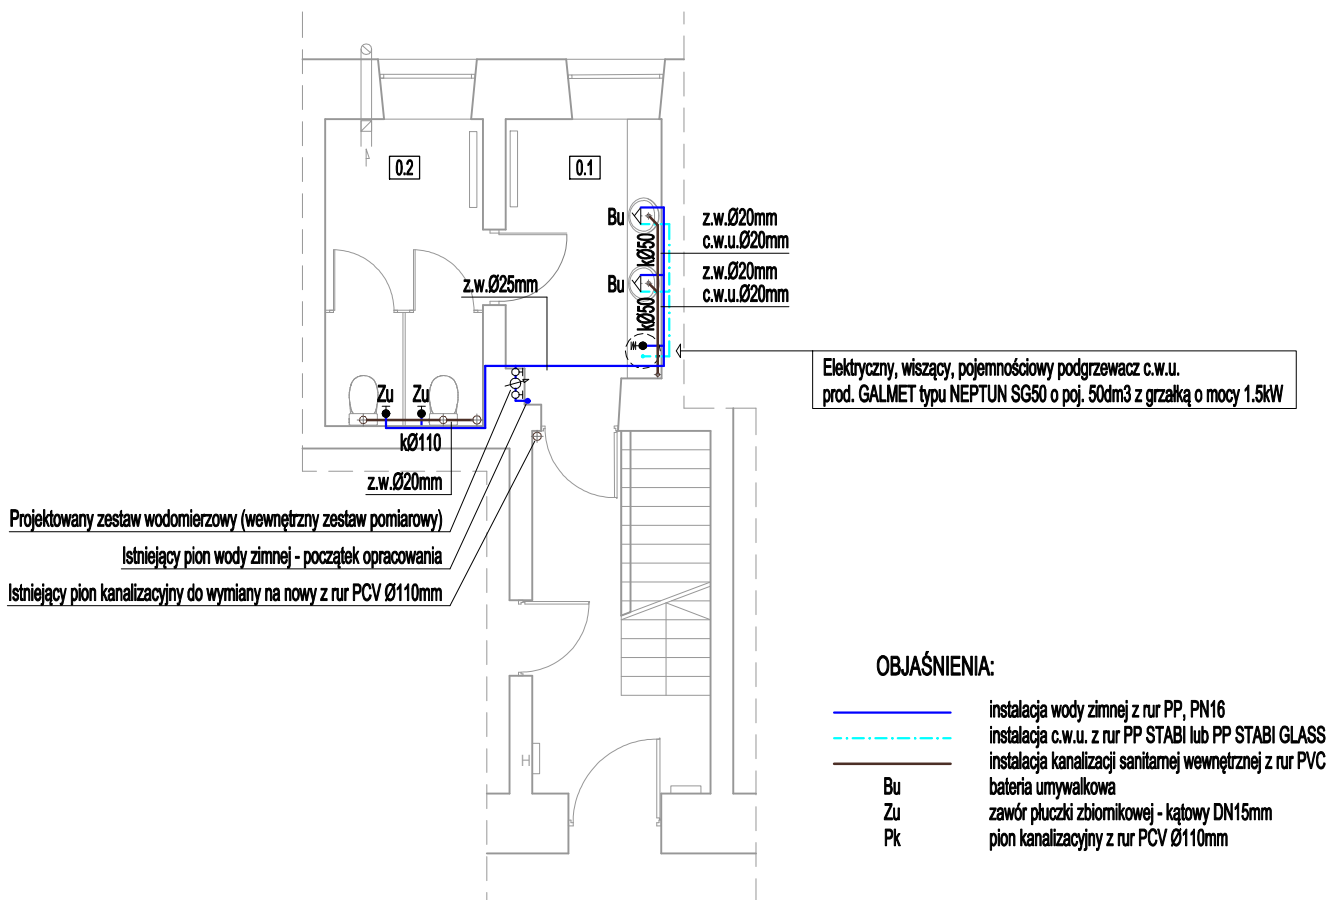 0.2
0.1
Bu
z.w.Ø20mm
c.w.u.Ø20mm
kØ50
z.w.Ø20mm
c.w.u.Ø20mm
Bu
kØ50
z.w.Ø25mm
Elektryczny, wiszący, pojemnościowy podgrzewacz c.w.u.
prod. GALMET typu NEPTUN SG50 o poj. 50dm3 z grzałką o mocy 1.5kW
Zu
Zu
kØ110
z.w.Ø20mm
Projektowany zestaw wodomierzowy (wewnętrzny zestaw pomiarowy)
Istniejący pion wody zimnej - początek opracowania
Istniejący pion kanalizacyjny do wymiany na nowy z rur PCV Ø110mm
OBJAŚNIENIA:
instalacja wody zimnej z rur PP, PN16
instalacja c.w.u. z rur PP STABI lub PP STABI GLASS
instalacja kanalizacji sanitarnej wewnętrznej z rur PVC
Bu bateria umywalkowa
Zu zawór płuczki zbiornikowej - kątowy DN15mm
Pk pion kanalizacyjny z rur PCV Ø110mm